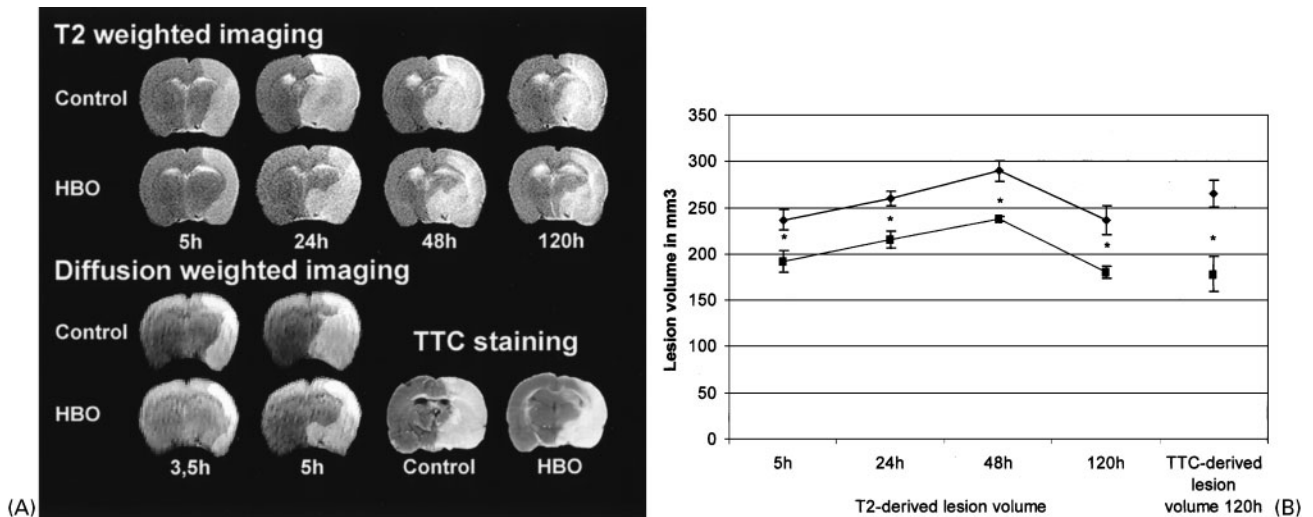 T2 weighted imaging
Control
HBO
5h 24h 48h 120h
Diffusion weighted imaging
Control
TTC staining
HBO
3,5h 5h Control HBO
(A)
Lesion volume in mm3
350
300
250
200
150
100
50
0
* * * * *
5h 24h 48h 120h TTC-derived
lesion
volume 120h
T2-derived lesion volume
(B)